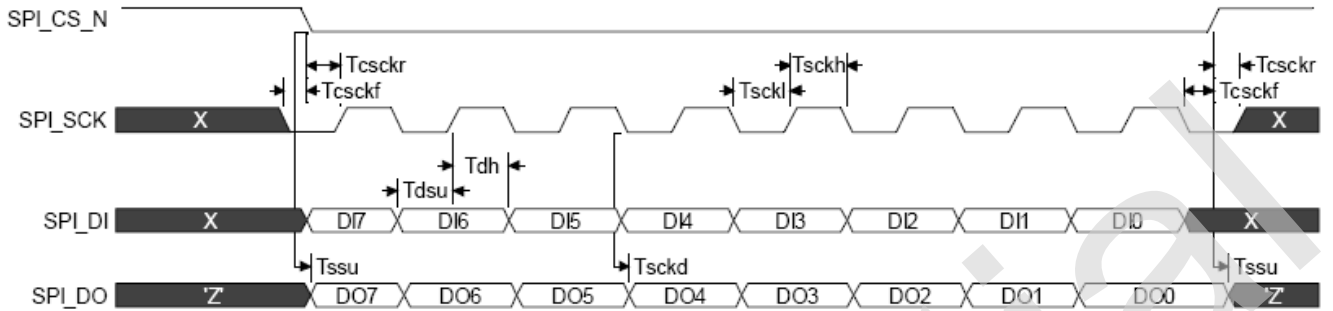 SPI_CS_N
Tcsckr Tsckh Tcsckr
Tcsckf Tsckl Tcsckf
SPI_SCK X X
Tdh
Tdsu
SPI_DI X DI7 DI6 DI5 DI4 DI3 DI2 DI1 DI0 X
Tssu Tsckd Tssu
SPI_DO 'Z' DO7 DO6 DO5 DO4 DO3 DO2 DO1 DO0 'Z'